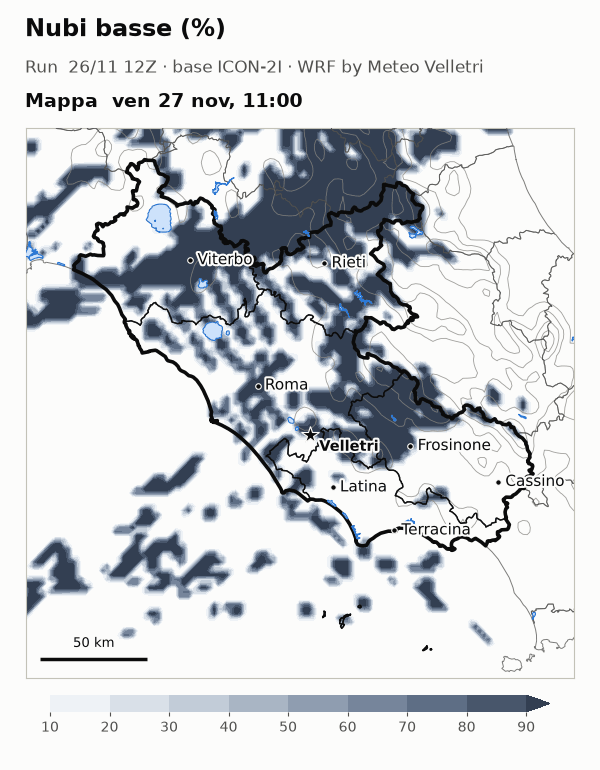 Nubi basse (%)
Run  26/11 12Z · base ICON-2I · WRF by Meteo Velletri
Mappa  ven 27 nov, 11:00
Viterbo
Rieti
Roma
Velletri
Frosinone
Cassino
Latina
Terracina
50 km
10 20 30 40 50 60 70 80 90